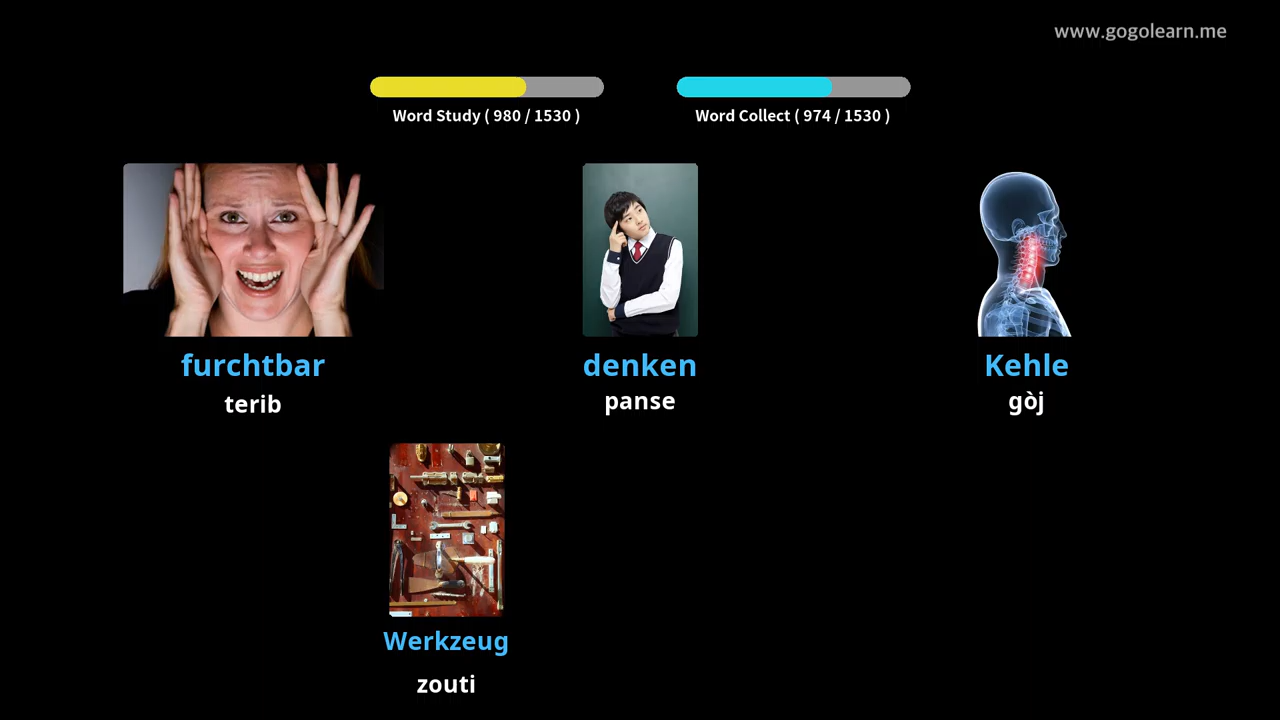 www.gogolearn.me
Word Study ( 980 / 1530 )
Word Collect ( 974 / 1530 )
furchtbar
terib
denken
panse
Kehle
gòj
Werkzeug
zouti